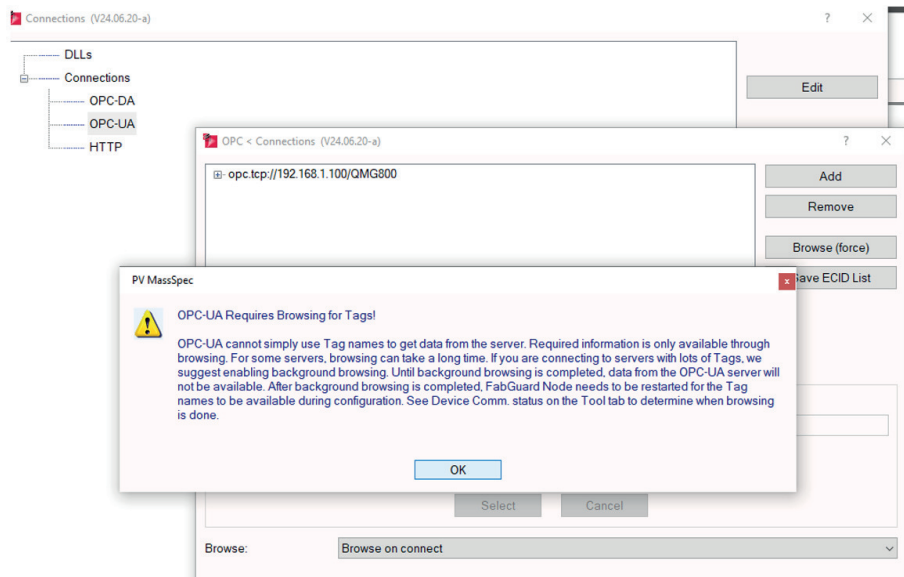 Connections (V24.06.20-a)
DLLs
Connections
Edit
OPC-DA
OPC-UA
HTTP
OPC < Connections (V24.06.20-a)
opc.tcp://192.168.1.100/QMG800
Add
Remove
Browse (force)
Save ECID List
PV MassSpec
OPC-UA Requires Browsing for Tags!
OPC-UA cannot simply use Tag names to get data from the server. Required information is only available through
browsing. For some servers, browsing can take a long time. If you are connecting to servers with lots of Tags, we
suggest enabling background browsing. Until background browsing is completed, data from the OPC-UA server will
not be available. After background browsing is completed, FabGuard Node needs to be restarted for the Tag
names to be available during configuration. See Device Comm. status on the Tool tab to determine when browsing
is done.
OK
Select
Cancel
Browse:
Browse on connect